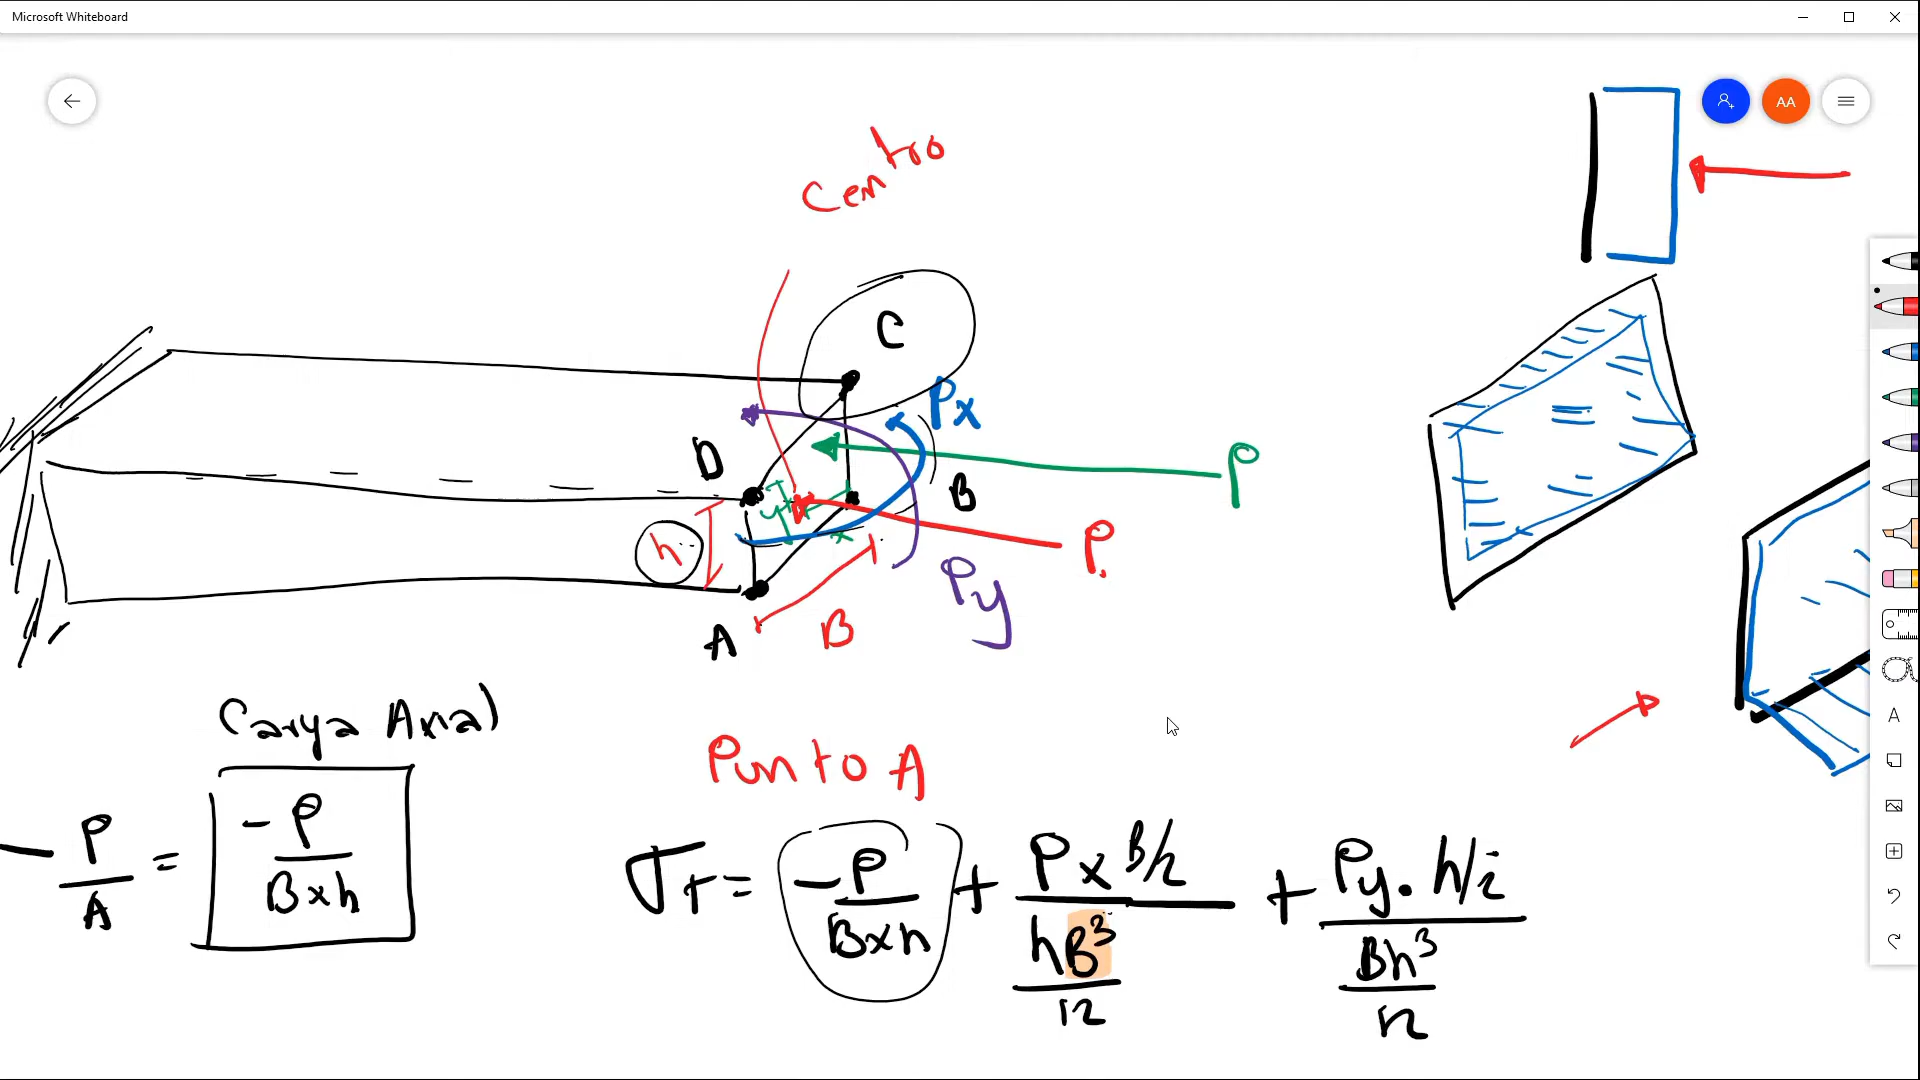 Microsoft Whiteboard
AA
Centro
C
Px
D
P
B
y
x
h
P.
Py
B
A
Carga Axial
- P/A = -P/Bxh
Punto A
σT = -P/Bxh + Px B/2 / hB³/12 + Py . h/2 / Bh³/12
A